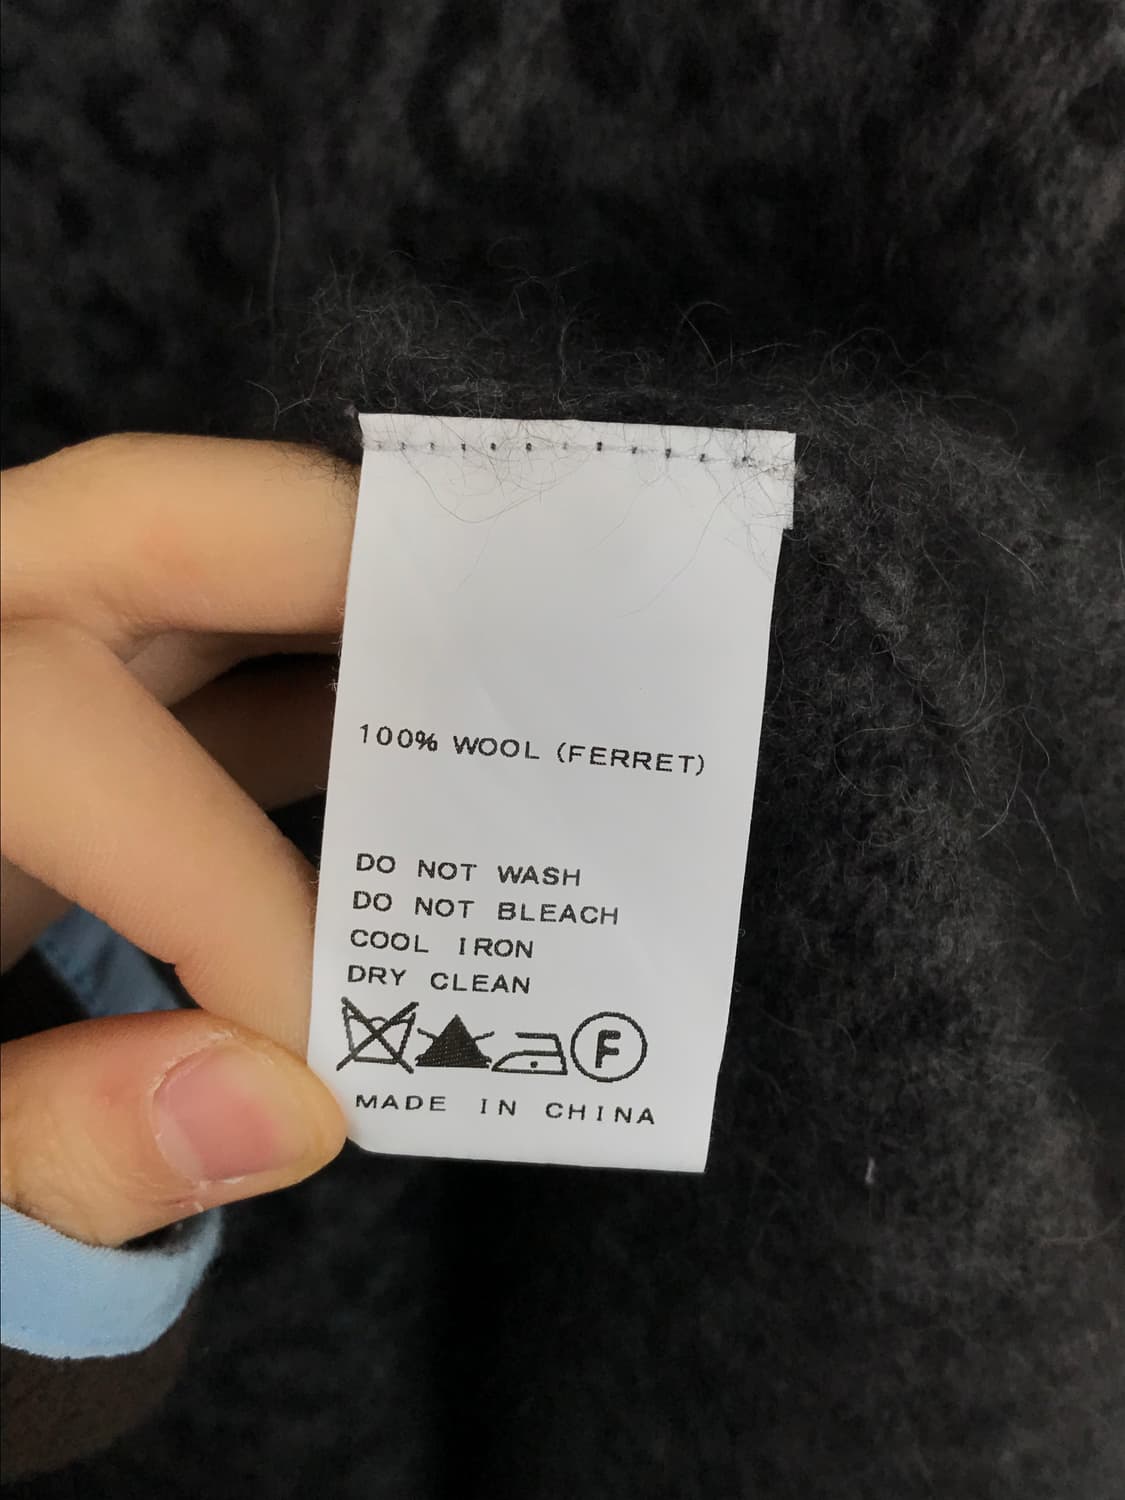 100% WOOL (FERRET)
DO NOT WASH
DO NOT BLEACH
COOL IRON
DRY CLEAN
F
MADE IN CHINA